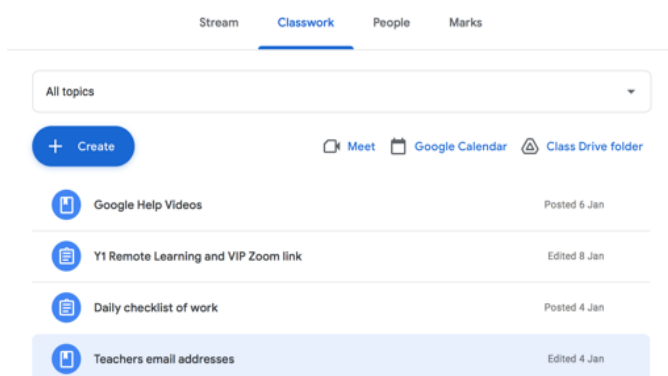 Stream Classwork People Marks
All topics
+ Create Meet Google Calendar Class Drive folder
Google Help Videos Posted 6 Jan
Y1 Remote Learning and VIP Zoom link Edited 8 Jan
Daily checklist of work Posted 4 Jan
Teachers email addresses Edited 4 Jan